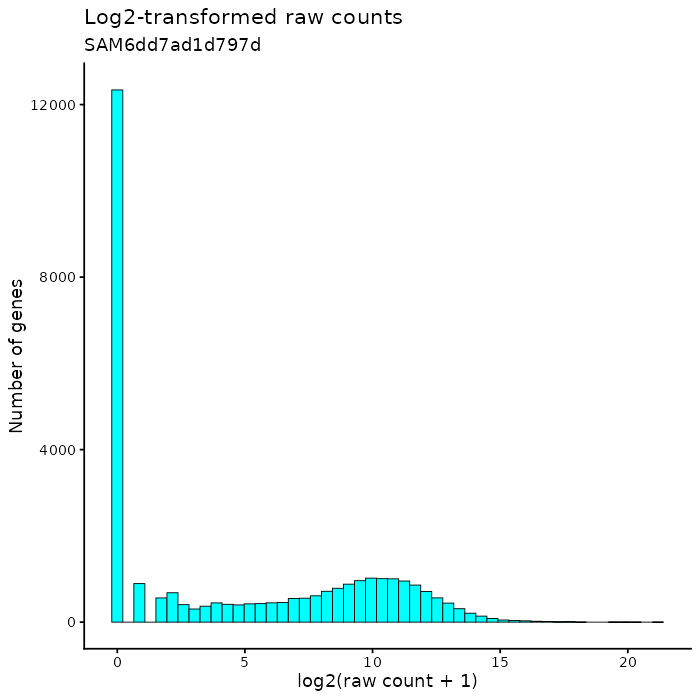 Log2-transformed raw counts
SAM6dd7ad1d797d
Number of genes
12000
8000
4000
0
0 5 10 15 20
log2(raw count + 1)